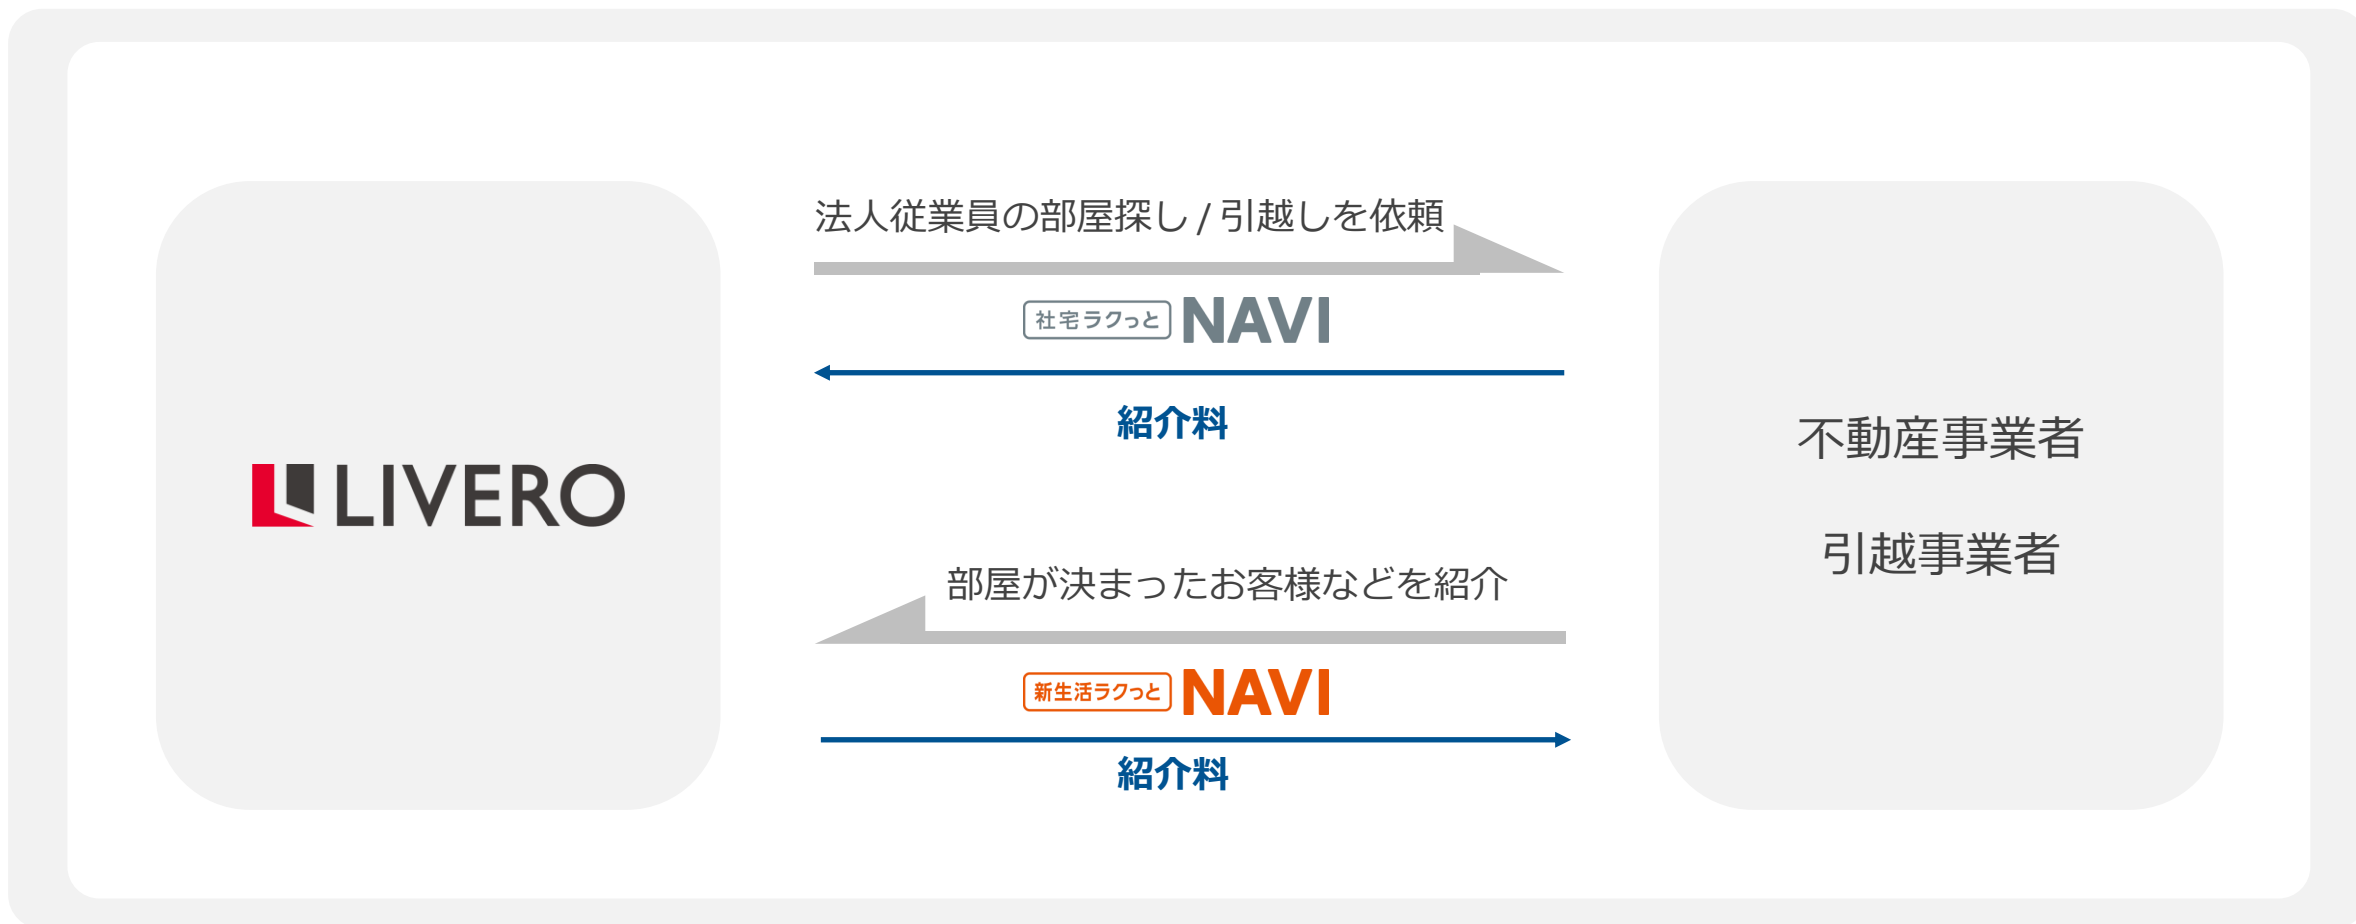 法人従業員の部屋探し/引越しを依頼
社宅ラクっと NAVI
紹介料
LIVERO
不動産事業者
引越事業者
部屋が決まったお客様などを紹介
新生活ラクっと NAVI
紹介料